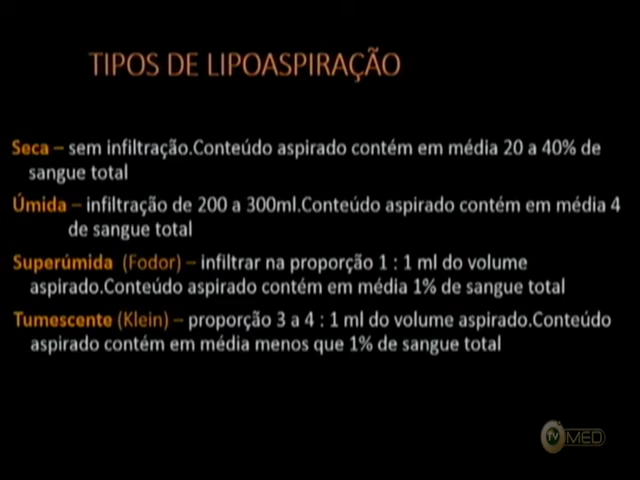 TIPOS DE LIPOASPIRAÇÃO
Seca – sem infiltração.Conteúdo aspirado contém em média 20 a 40% de
sangue total
Úmida – infiltração de 200 a 300ml.Conteúdo aspirado contém em média 4
de sangue total
Superúmida (Fodor) – infiltrar na proporção 1 : 1 ml do volume
aspirado.Conteúdo aspirado contém em média 1% de sangue total
Tumescente (Klein) – proporção 3 a 4 : 1 ml do volume aspirado.Conteúdo
aspirado contém em média menos que 1% de sangue total
TV MED